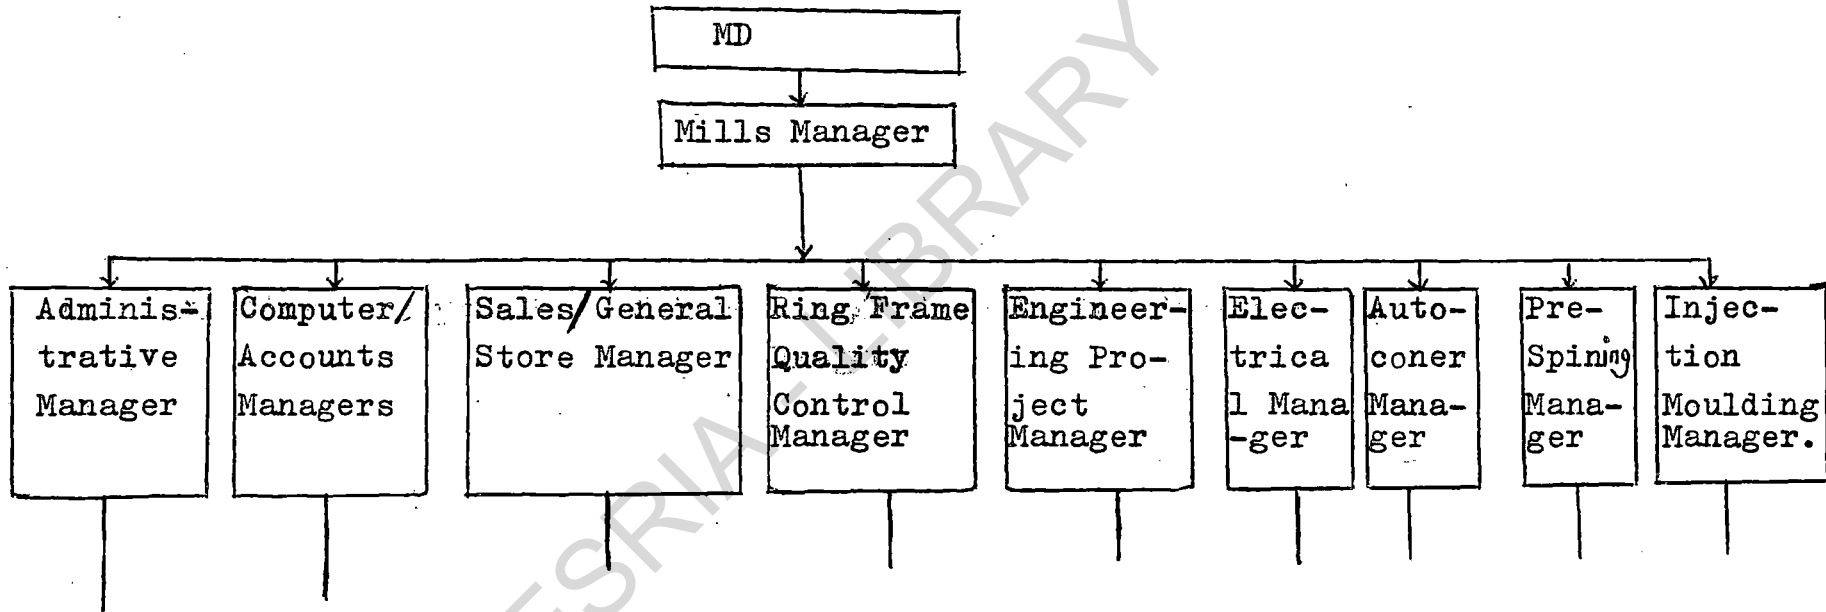 MD
Mills Manager
Adminis-
trative
Manager
Computer/
Accounts
Managers
Sales/General
Store Manager
Ring Frame
Quality
Control
Manager
Engineer-
ing Pro-
ject
Manager
Elec-
trica
l Mana
-ger
Auto-
coner
Mana-
ger
Pre-
Spining
Mana-
ger
Injec-
tion
Moulding
Manager.
ESRIA - LIBRARY